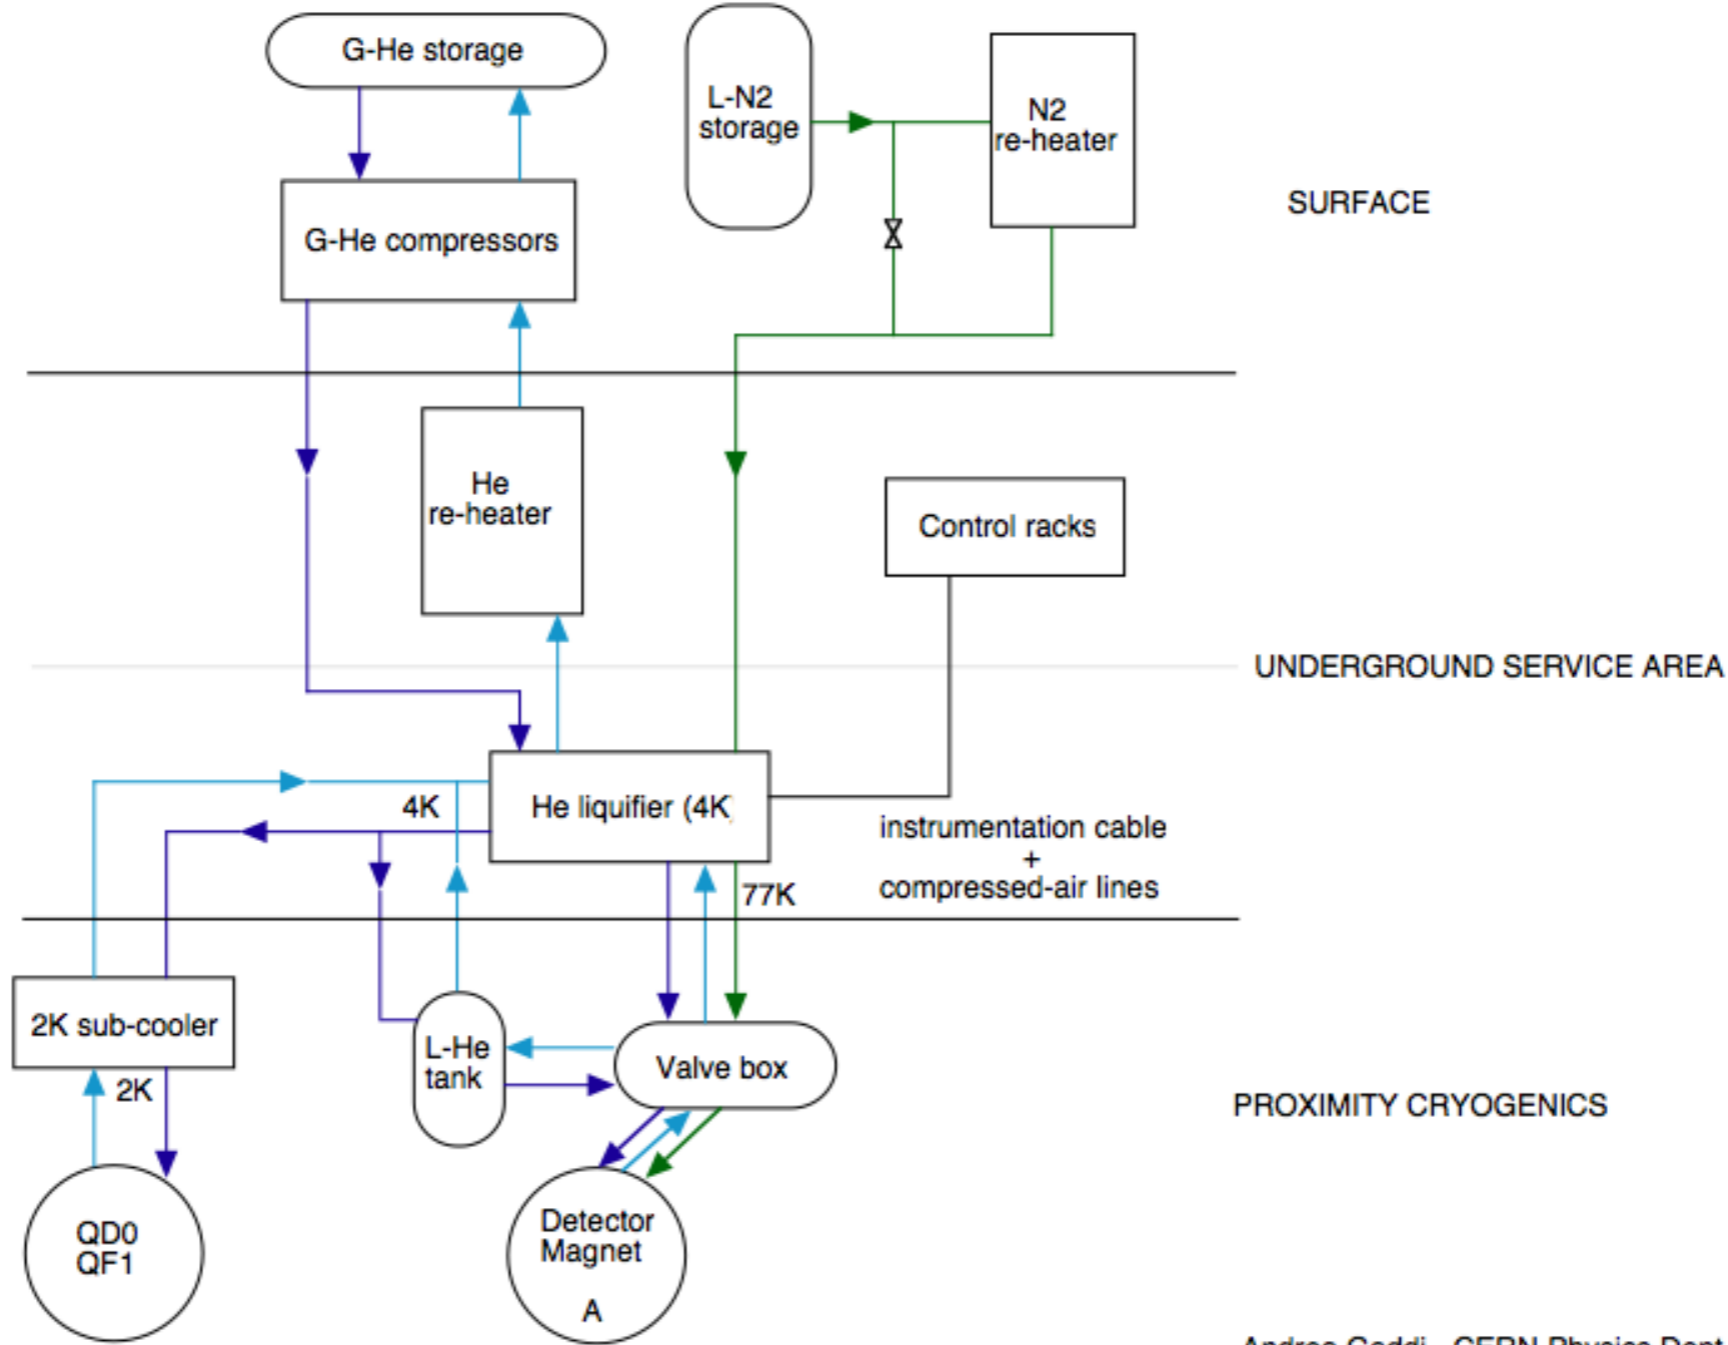 G-He storage
L-N2
storage
N2
re-heater
SURFACE
G-He compressors
He
re-heater
Control racks
UNDERGROUND SERVICE AREA
4K
He liquifier (4K)
instrumentation cable
+
compressed-air lines
77K
2K sub-cooler
L-He
tank
Valve box
2K
PROXIMITY CRYOGENICS
QD0
QF1
Detector
Magnet
A